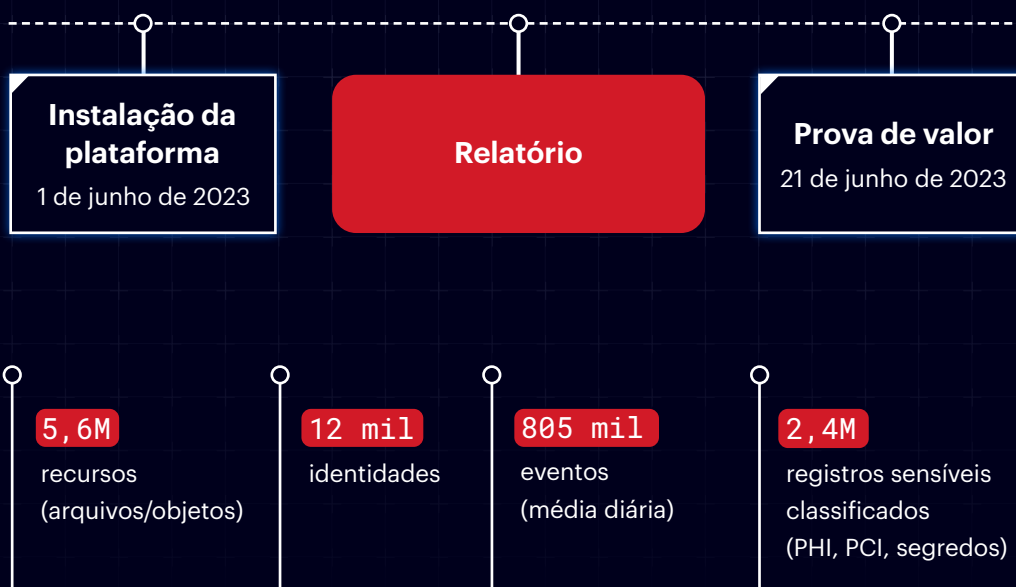 Instalação da
plataforma
1 de junho de 2023
Relatório
Prova de valor
21 de junho de 2023
5,6M
recursos
(arquivos/objetos)
12 mil
identidades
805 mil
eventos
(média diária)
2,4M
registros sensíveis
classificados
(PHI, PCI, segredos)